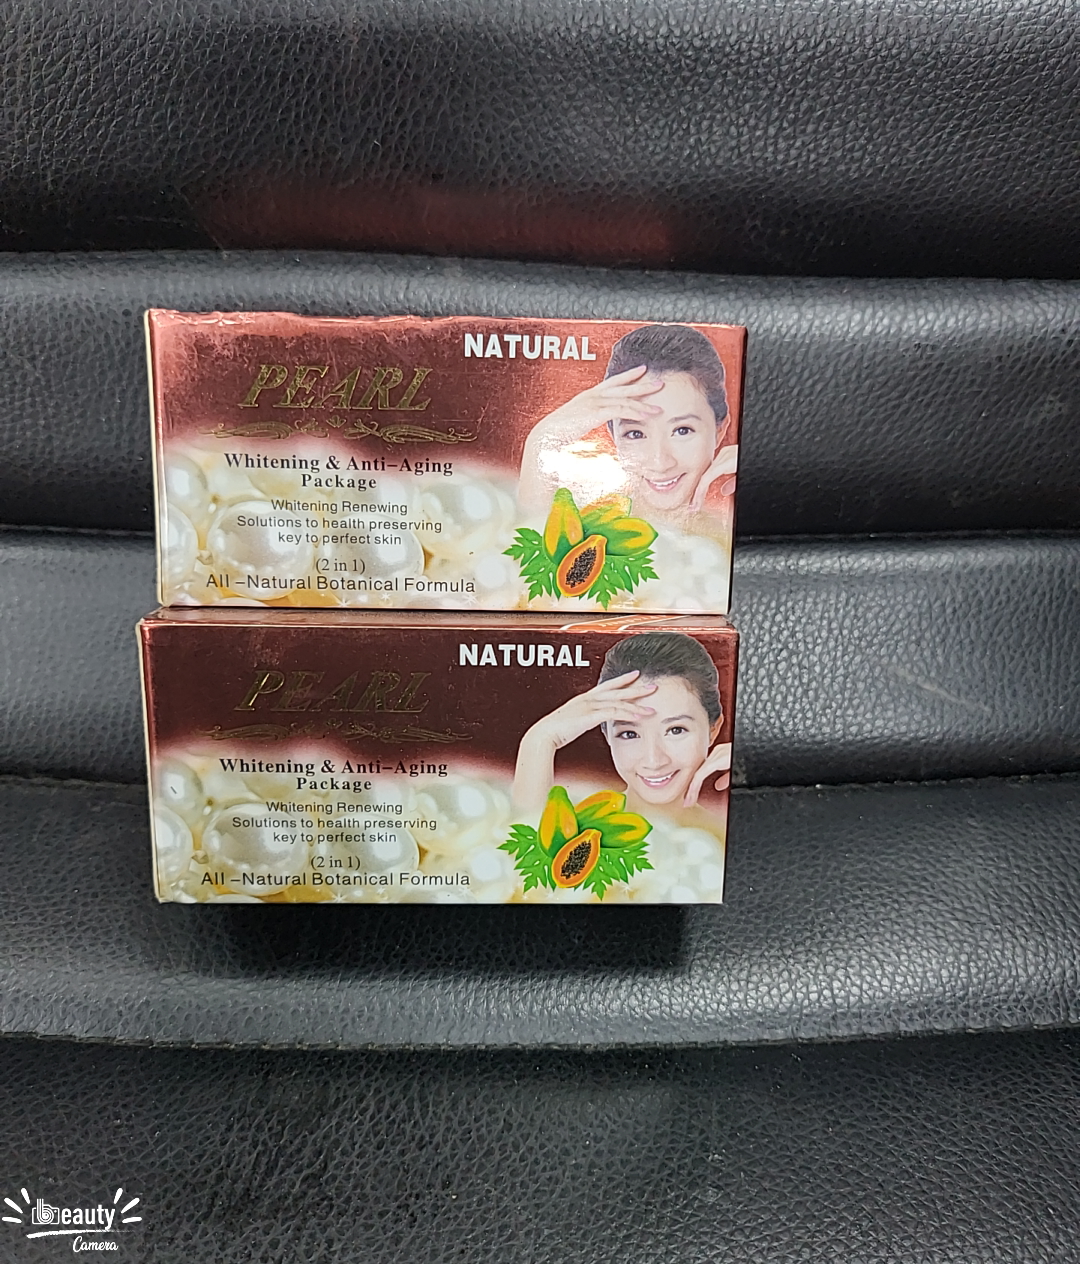 NATURAL
PEARL
Whitening & Anti-Aging
Package
Whitening Renewing
Solutions to health preserving
key to perfect skin
(2 in 1)
All -Natural Botanical Formula
NATURAL
PEARL
Whitening & Anti-Aging
Package
Whitening Renewing
Solutions to health preserving
key to perfect skin
(2 in 1)
All -Natural Botanical Formula
beauty
Camera